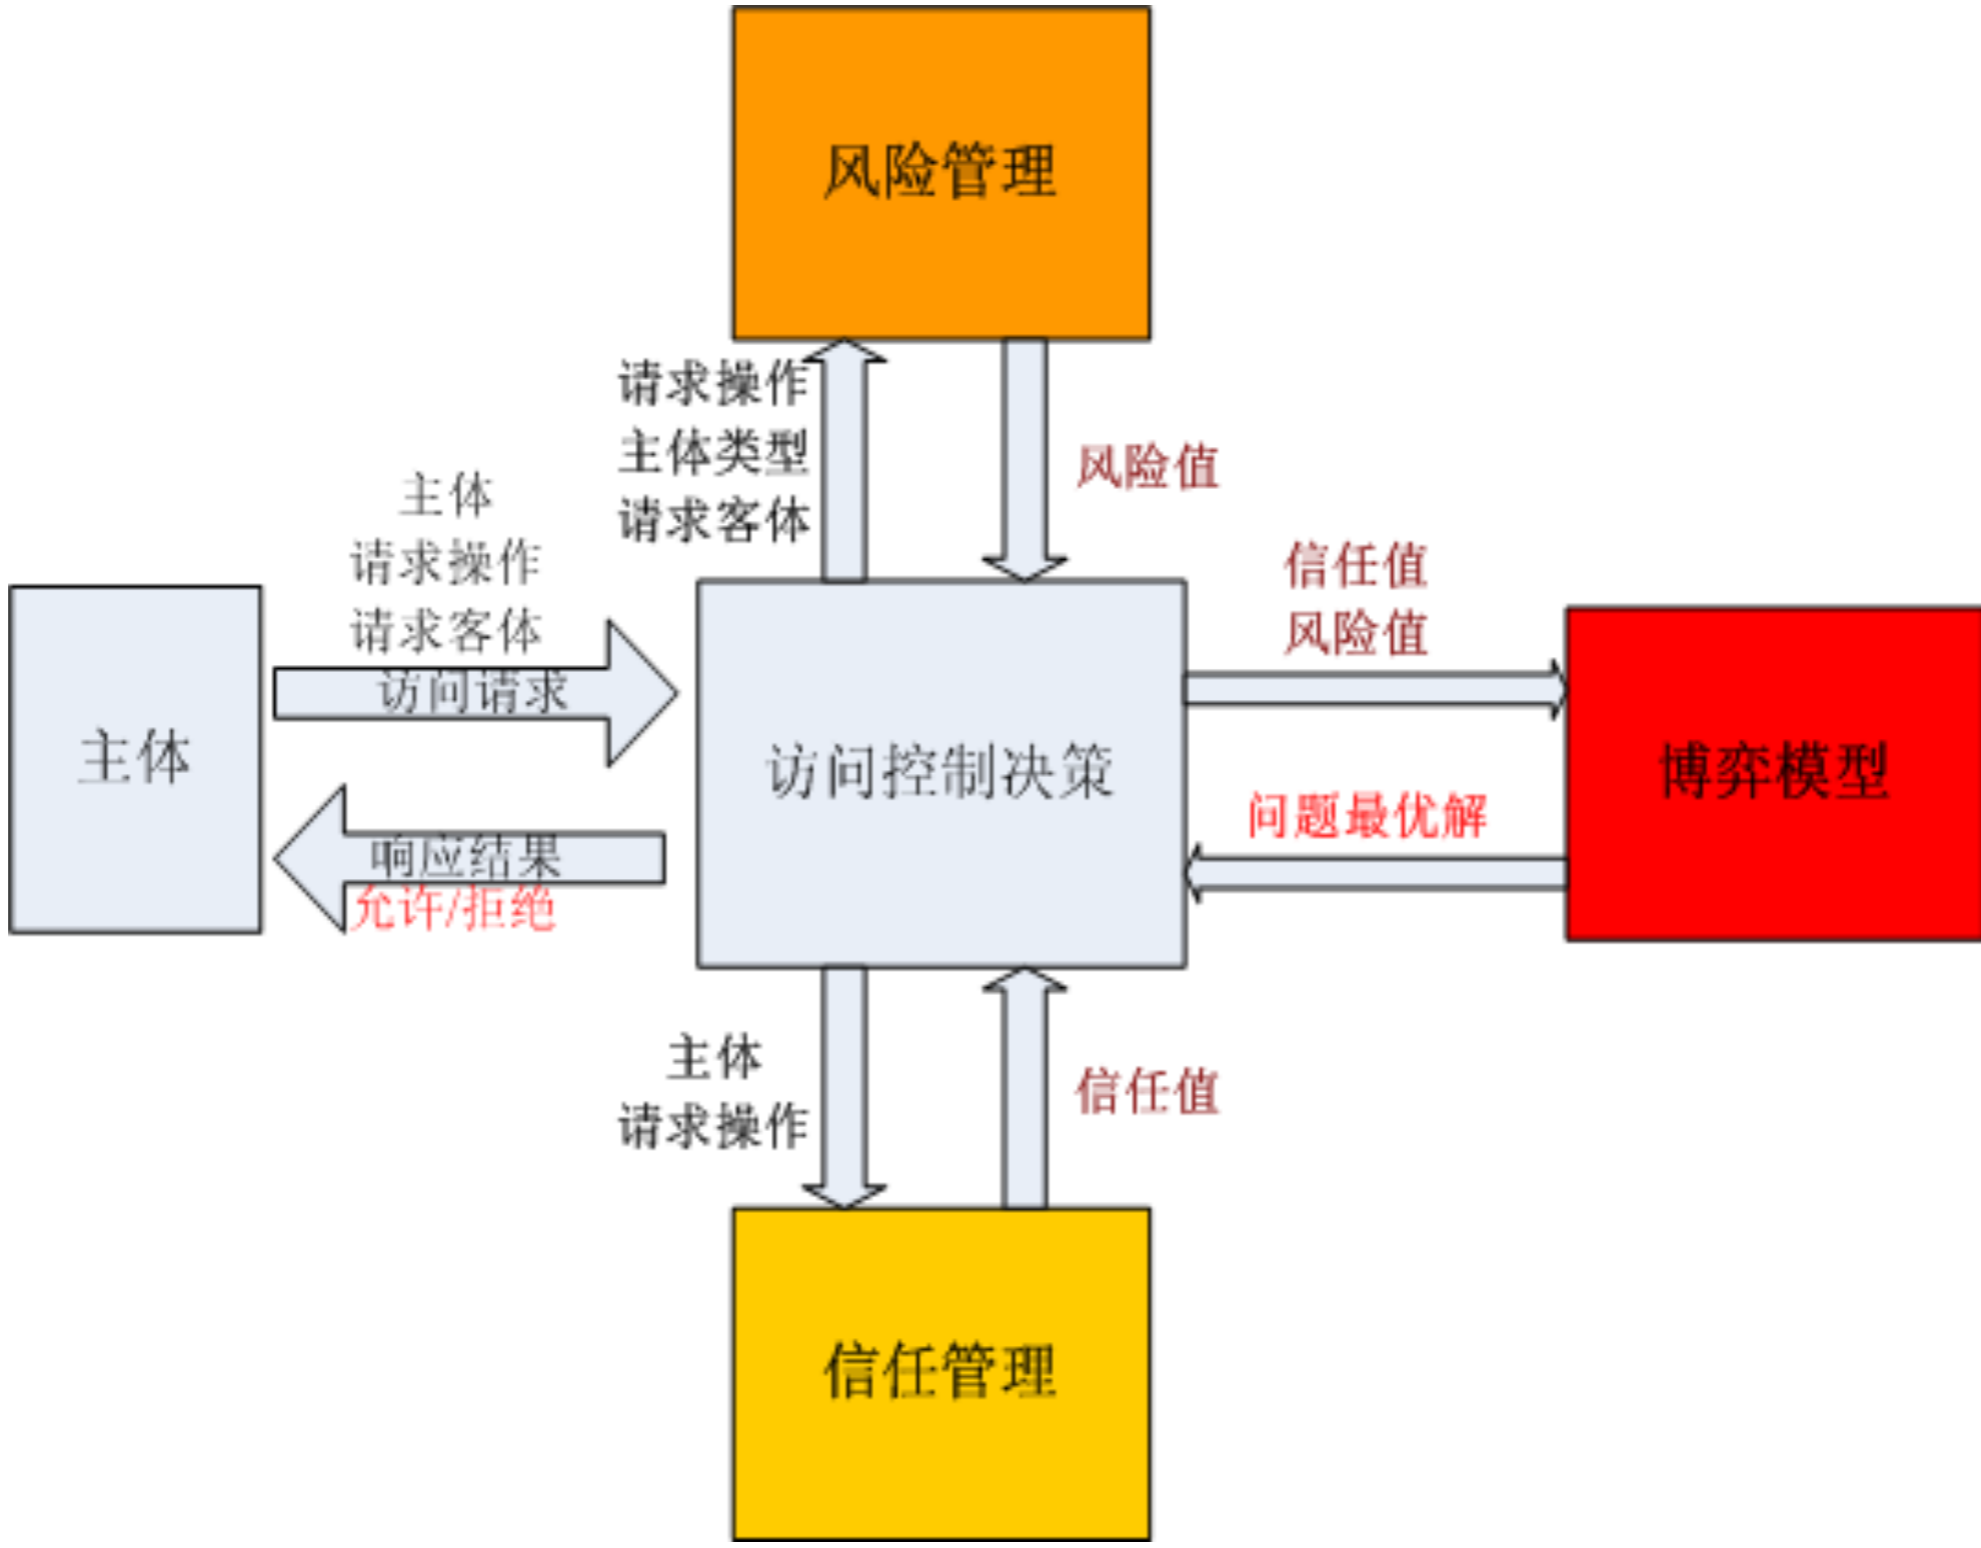 风险管理
请求操作
主体类型
请求客体
风险值
主体
请求操作
请求客体
访问请求
信任值
风险值
主体
访问控制决策
博弈模型
问题最优解
响应结果
允许/拒绝
主体
请求操作
信任值
信任管理